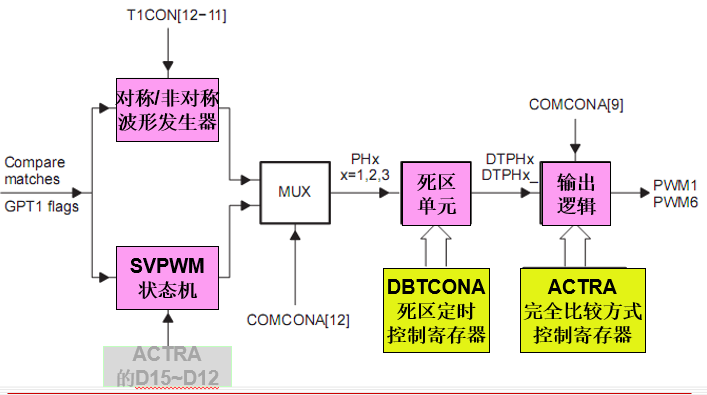 T1CON[12-11]
对称/非对称
波形发生器
Compare
matches
GPT1 flags
SVPWM
状态机
ACTRA
的D15~D12
MUX
COMCONA[12]
PHx
x=1,2,3
死区
单元
DBTCONA
死区定时
控制寄存器
DTPHx
DTPHx_
COMCONA[9]
输出
逻辑
ACTRA
完全比较方式
控制寄存器
PWM1
PWM6